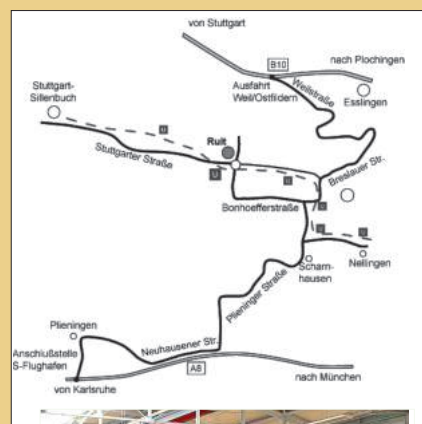 von Stuttgart
B10
nach Plochingen
Ausfahrt
Weil/Ostfildern
Weilstraße
Esslingen
Stuttgart-
Sillenbuch
U
Ruit
Stuttgarter Straße
U
U
Breslauer Str.
Bonhoefferstraße
U
U
U
Scharn-
hausen
Nellingen
Plieninger Straße
Plieningen
Neuhausener Str.
Anschlußstelle
S-Flughafen
A8
von Karlsruhe
nach München